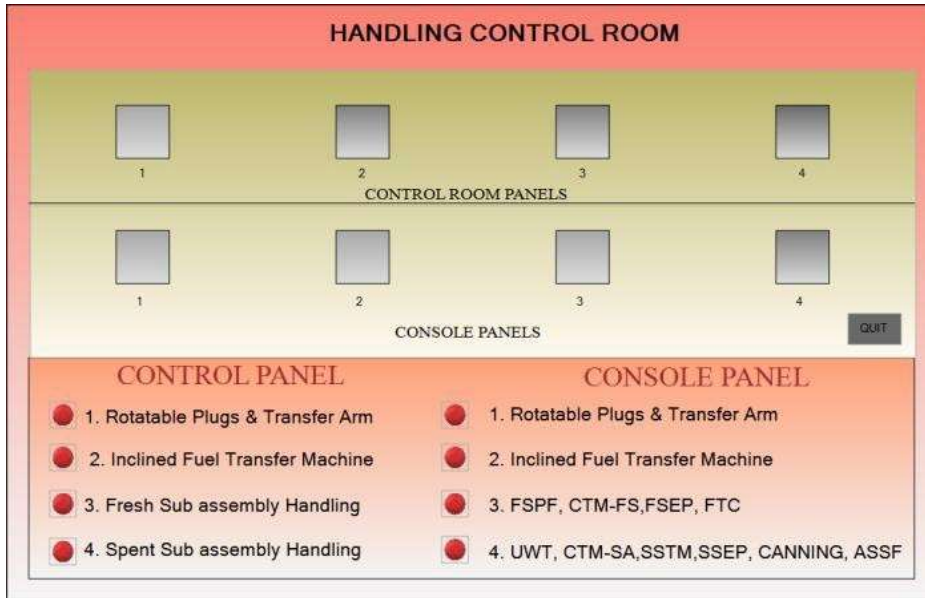 HANDLING CONTROL ROOM
1 2 3 4
CONTROL ROOM PANELS
1 2 3 4
CONSOLE PANELS
QUIT
CONTROL PANEL
1. Rotatable Plugs & Transfer Arm
2. Inclined Fuel Transfer Machine
3. Fresh Sub assembly Handling
4. Spent Sub assembly Handling
CONSOLE PANEL
1. Rotatable Plugs & Transfer Arm
2. Inclined Fuel Transfer Machine
3. FSPF, CTM-FS,FSEP, FTC
4. UWT, CTM-SA,SSTM,SSEP, CANNING, ASSF